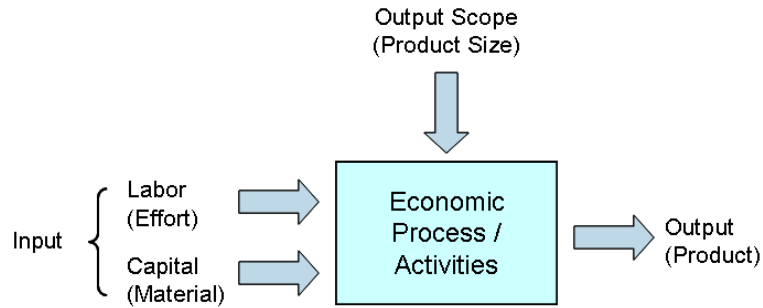 Output Scope
(Product Size)
Input
Labor
(Effort)
Capital
(Material)
Economic
Process /
Activities
Output
(Product)